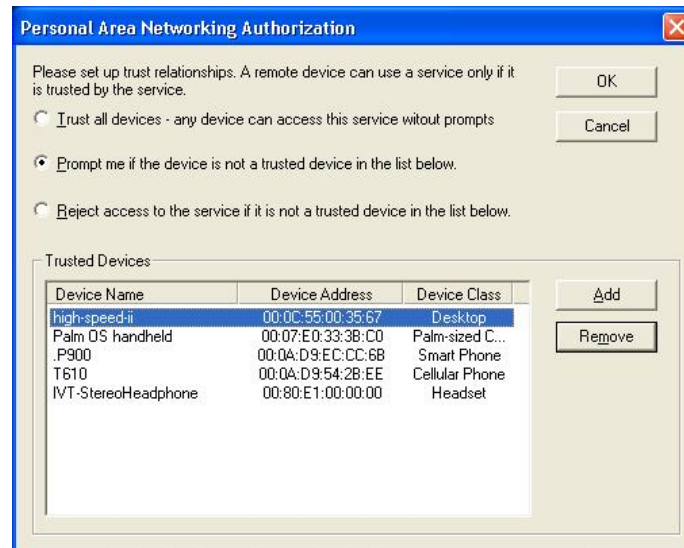 Personal Area Networking Authorization
Please set up trust relationships. A remote device can use a service only if it
is trusted by the service.
OK
Trust all devices - any device can access this service witout prompts
Cancel
Prompt me if the device is not a trusted device in the list below.
Reject access to the service if it is not a trusted device in the list below.
Trusted Devices
Device Name Device Address Device Class
Add
high-speed-ii 00:0C:55:00:35:67 Desktop
Palm OS handheld 00:07:E0:33:3B:C0 Palm-sized C...
Remove
.P900 00:0A:D9:EC:CC:6B Smart Phone
T610 00:0A:D9:54:2B:EE Cellular Phone
IVT-StereoHeadphone 00:80:E1:00:00:00 Headset